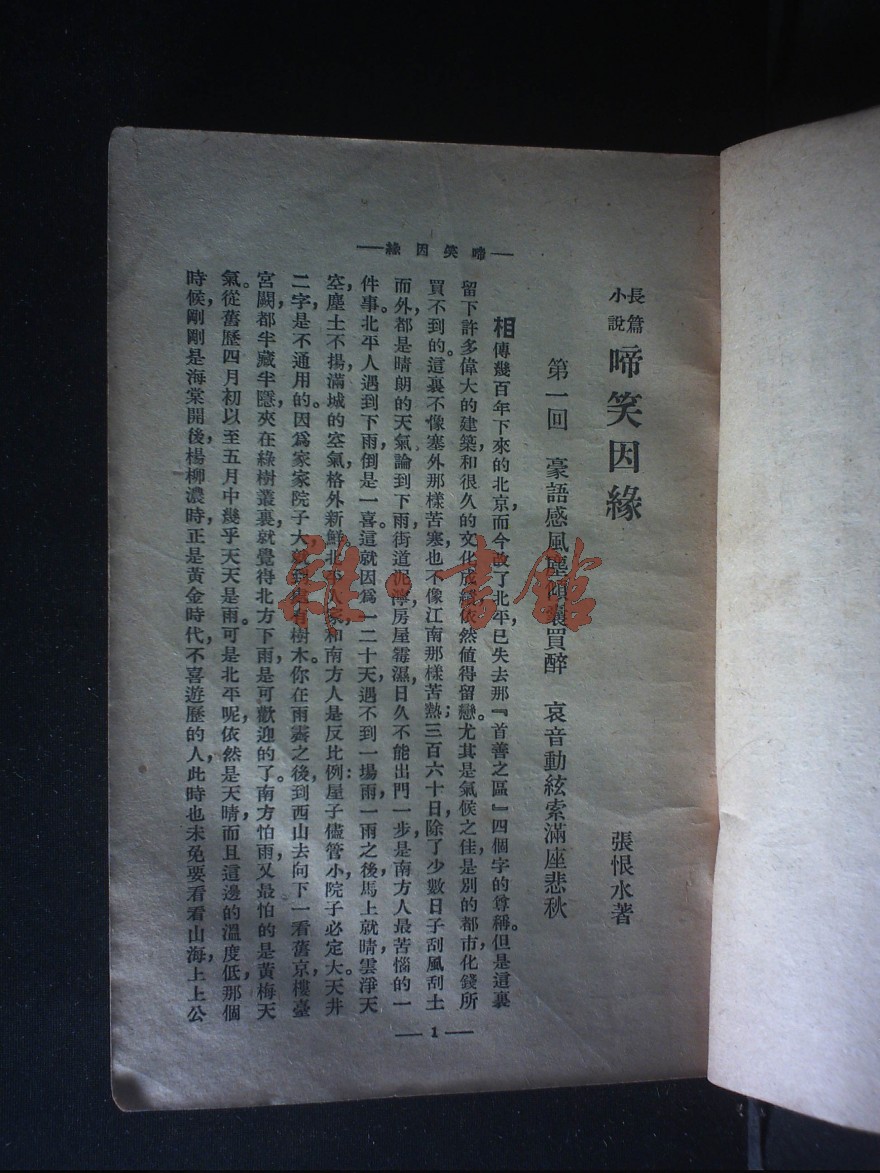 長篇小說 啼笑因緣
張恨水著
第一回 豪語感風塵傾囊買醉 哀音動絃索滿座悲秋
—啼笑因緣—
相傳幾百年下來的北京，而今改了北平，已失去那『首善之區』四個字的尊稱。但是這裏
留下許多偉大的建築，和很久的文化成績，依然值得留戀。尤其是氣候之佳，是別的都市化錢所
買不到的。這裏不像塞外那樣苦寒，也不像江南那樣苦熱；三百六十日，除了少數日子刮風刮土
而外，都是晴朗的天氣。論到下雨，街道泥濘，房屋霉濕，日久不能出門一步，是南方人最苦惱的一
件事。北平人遇到下雨，倒是一喜。這就因爲一二十天遇不到一場雨，一雨之後，馬上就晴，雲淨天
空，塵土不揚，滿城的空氣，格外新鮮。北平人家，和南方人是反比例：屋子儘管小，院子必定大。天井
二字，是不通用的。因爲家家院子大，就到處有樹木。你在雨霽之後，到西山去向下一看舊京，樓臺
宮闕，都半藏半隱，夾在綠樹叢裏，就覺得北方下雨，是可歡迎的了。南方怕雨，又最怕的是黃梅天
氣。從舊歷四月初以至五月中，幾乎天天是雨。可是北平呢，依然是天晴，而且這邊的溫度低，那個
時候，剛剛是海棠開後，楊柳濃時，正是黃金時代，不喜遊歷的人，此時也未免要看看山海，上上公
—1—
雜·書館